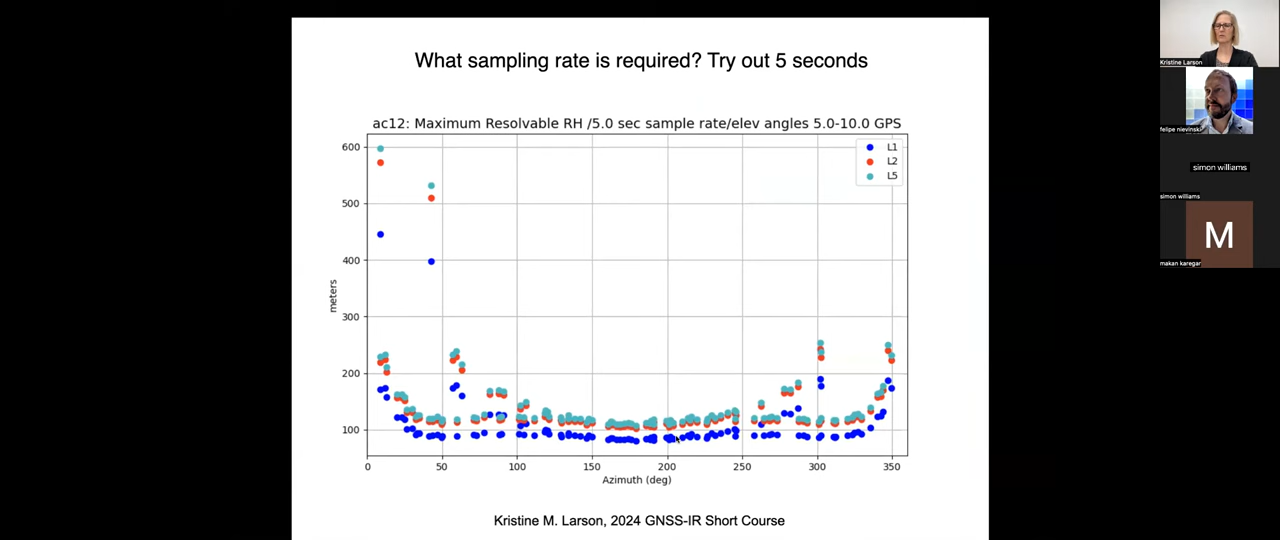 What sampling rate is required? Try out 5 seconds
ac12: Maximum Resolvable RH /5.0 sec sample rate/elev angles 5.0-10.0 GPS
L1
L2
L5
600
500
400
300
200
100
meters
0
50
100
150
200
250
300
350
Azimuth (deg)
Kristine M. Larson, 2024 GNSS-IR Short Course
Kristine Larson
felipe nievinski
simon williams
simon williams
M
makan karegar